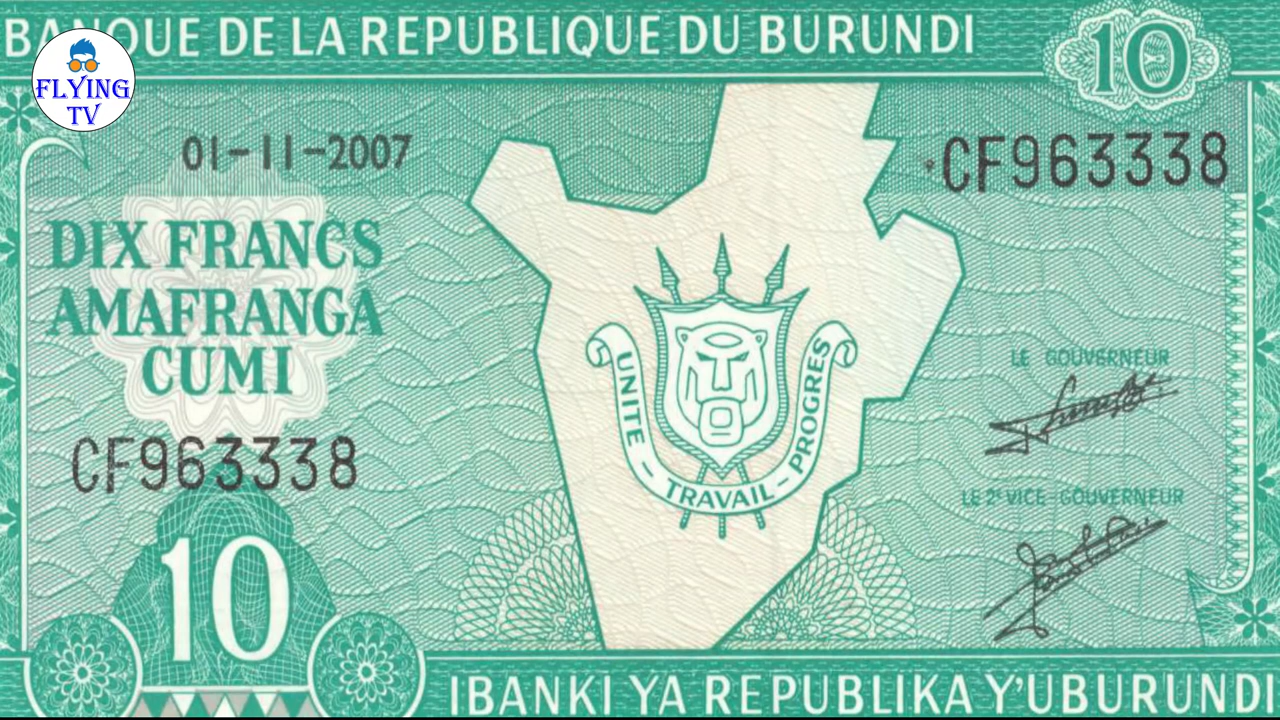 BANQUE DE LA REPUBLIQUE DU BURUNDI
10
FLYING
TV
01-11-2007
CF963338
DIX FRANCS
AMAFRANGA
CUMI
UNITE - TRAVAIL - PROGRES
LE GOUVERNEUR
CF963338
LE 2e VICE-GOUVERNEUR
10
IBANKI YA REPUBLIKA Y'UBURUNDI